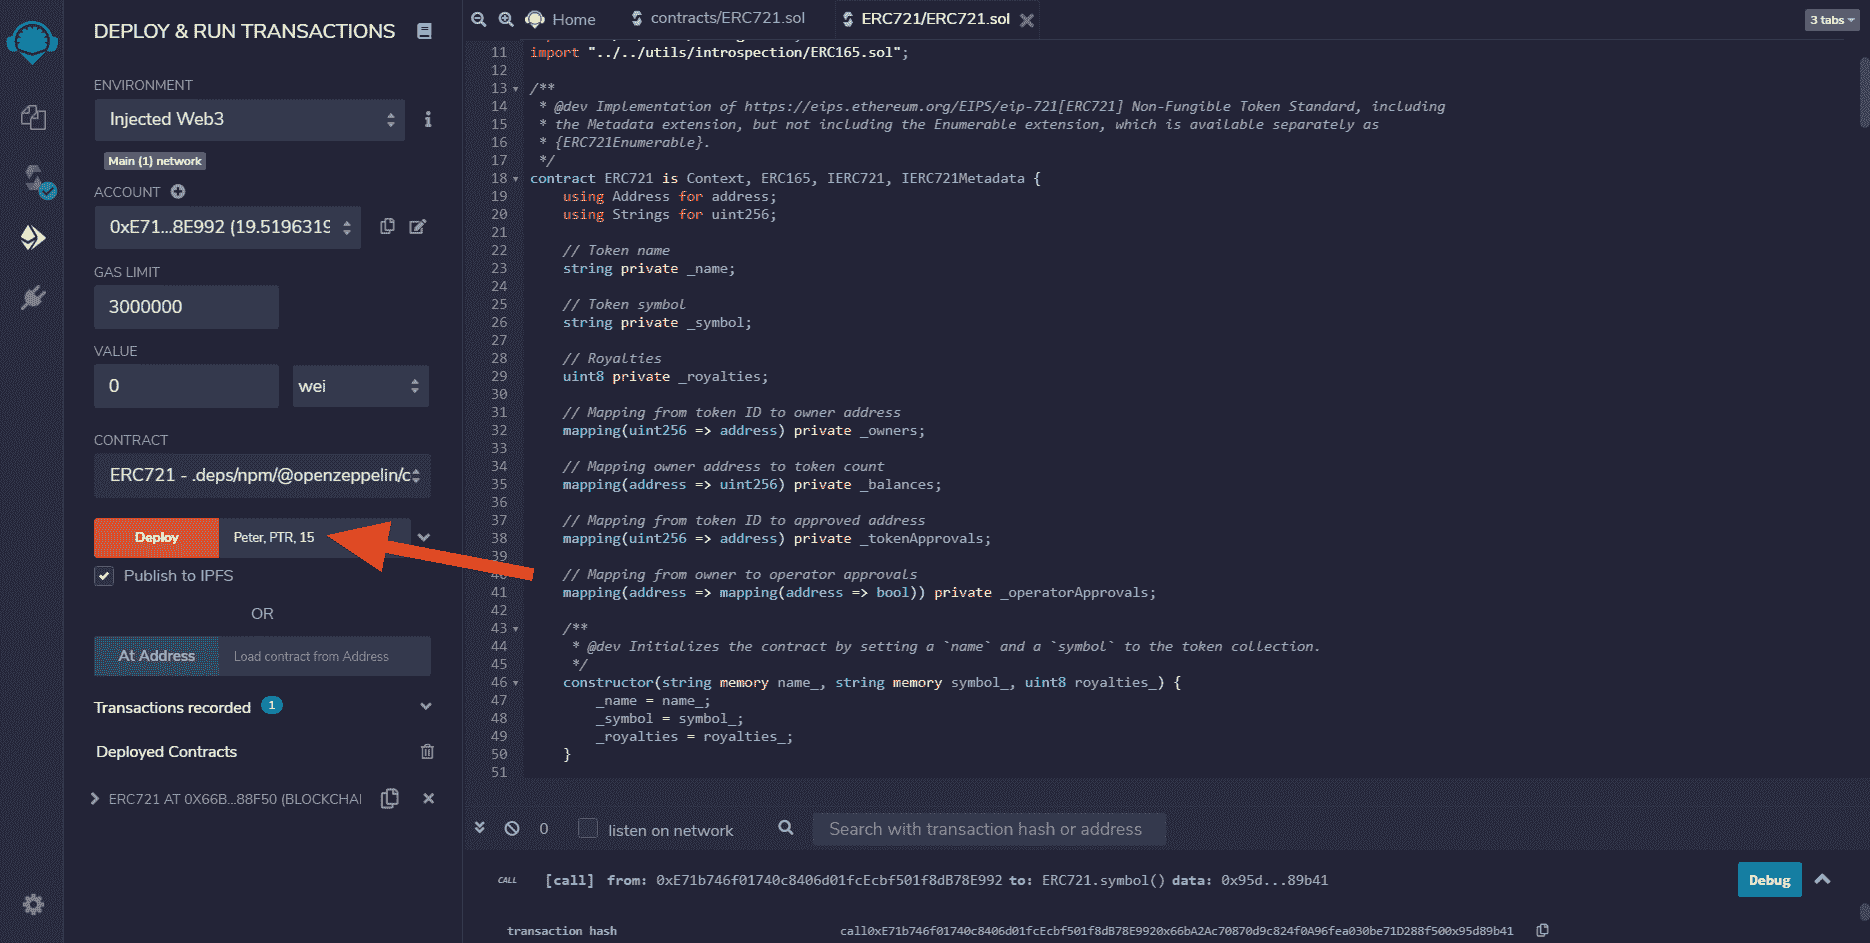 DEPLOY & RUN TRANSACTIONS
ENVIRONMENT
Injected Web3
Main (1) network
ACCOUNT
0xE71...8E992 (19.5196319
GAS LIMIT
3000000
VALUE
0
wei
CONTRACT
ERC721 - .deps/npm/@openzeppelin/c
Deploy
Peter, PTR, 15
Publish to IPFS
OR
At Address
Load contract from Address
Transactions recorded 1
Deployed Contracts
ERC721 AT 0X66B...88F50 (BLOCKCHAI
Home
contracts/ERC721.sol
ERC721/ERC721.sol
3 tabs
11 import "../../utils/introspection/ERC165.sol";
12
13 /**
14 * @dev Implementation of https://eips.ethereum.org/EIPS/eip-721[ERC721] Non-Fungible Token Standard, including
15 * the Metadata extension, but not including the Enumerable extension, which is available separately as
16 * {ERC721Enumerable}.
17 */
18 contract ERC721 is Context, ERC165, IERC721, IERC721Metadata {
19 using Address for address;
20 using Strings for uint256;
21
22 // Token name
23 string private _name;
24
25 // Token symbol
26 string private _symbol;
27
28 // Royalties
29 uint8 private _royalties;
30
31 // Mapping from token ID to owner address
32 mapping(uint256 => address) private _owners;
33
34 // Mapping owner address to token count
35 mapping(address => uint256) private _balances;
36
37 // Mapping from token ID to approved address
38 mapping(uint256 => address) private _tokenApprovals;
39
40 // Mapping from owner to operator approvals
41 mapping(address => mapping(address => bool)) private _operatorApprovals;
42
43 /**
44 * @dev Initializes the contract by setting a `name` and a `symbol` to the token collection.
45 */
46 constructor(string memory name_, string memory symbol_, uint8 royalties_) {
47 _name = name_;
48 _symbol = symbol_;
49 _royalties = royalties_;
50 }
51
0
listen on network
Search with transaction hash or address
CALL [call] from: 0xE71b746f01740c8406d01fcEcbf501f8dB78E992 to: ERC721.symbol() data: 0x95d...89b41
Debug
transaction hash call0xE71b746f01740c8406d01fcEcbf501f8dB78E9920x66bA2Ac70870d9c824f0A96fea030be71D288f500x95d89b41